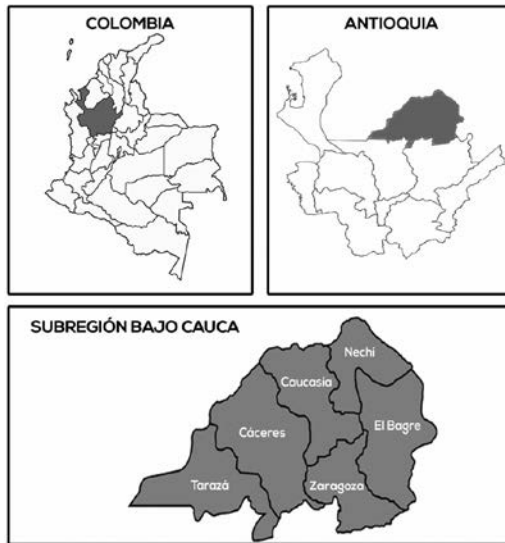 COLOMBIA
ANTIOQUIA
SUBREGIÓN BAJO CAUCA
Nechí
Caucasia
El Bagre
Cáceres
Tarazá
Zaragoza